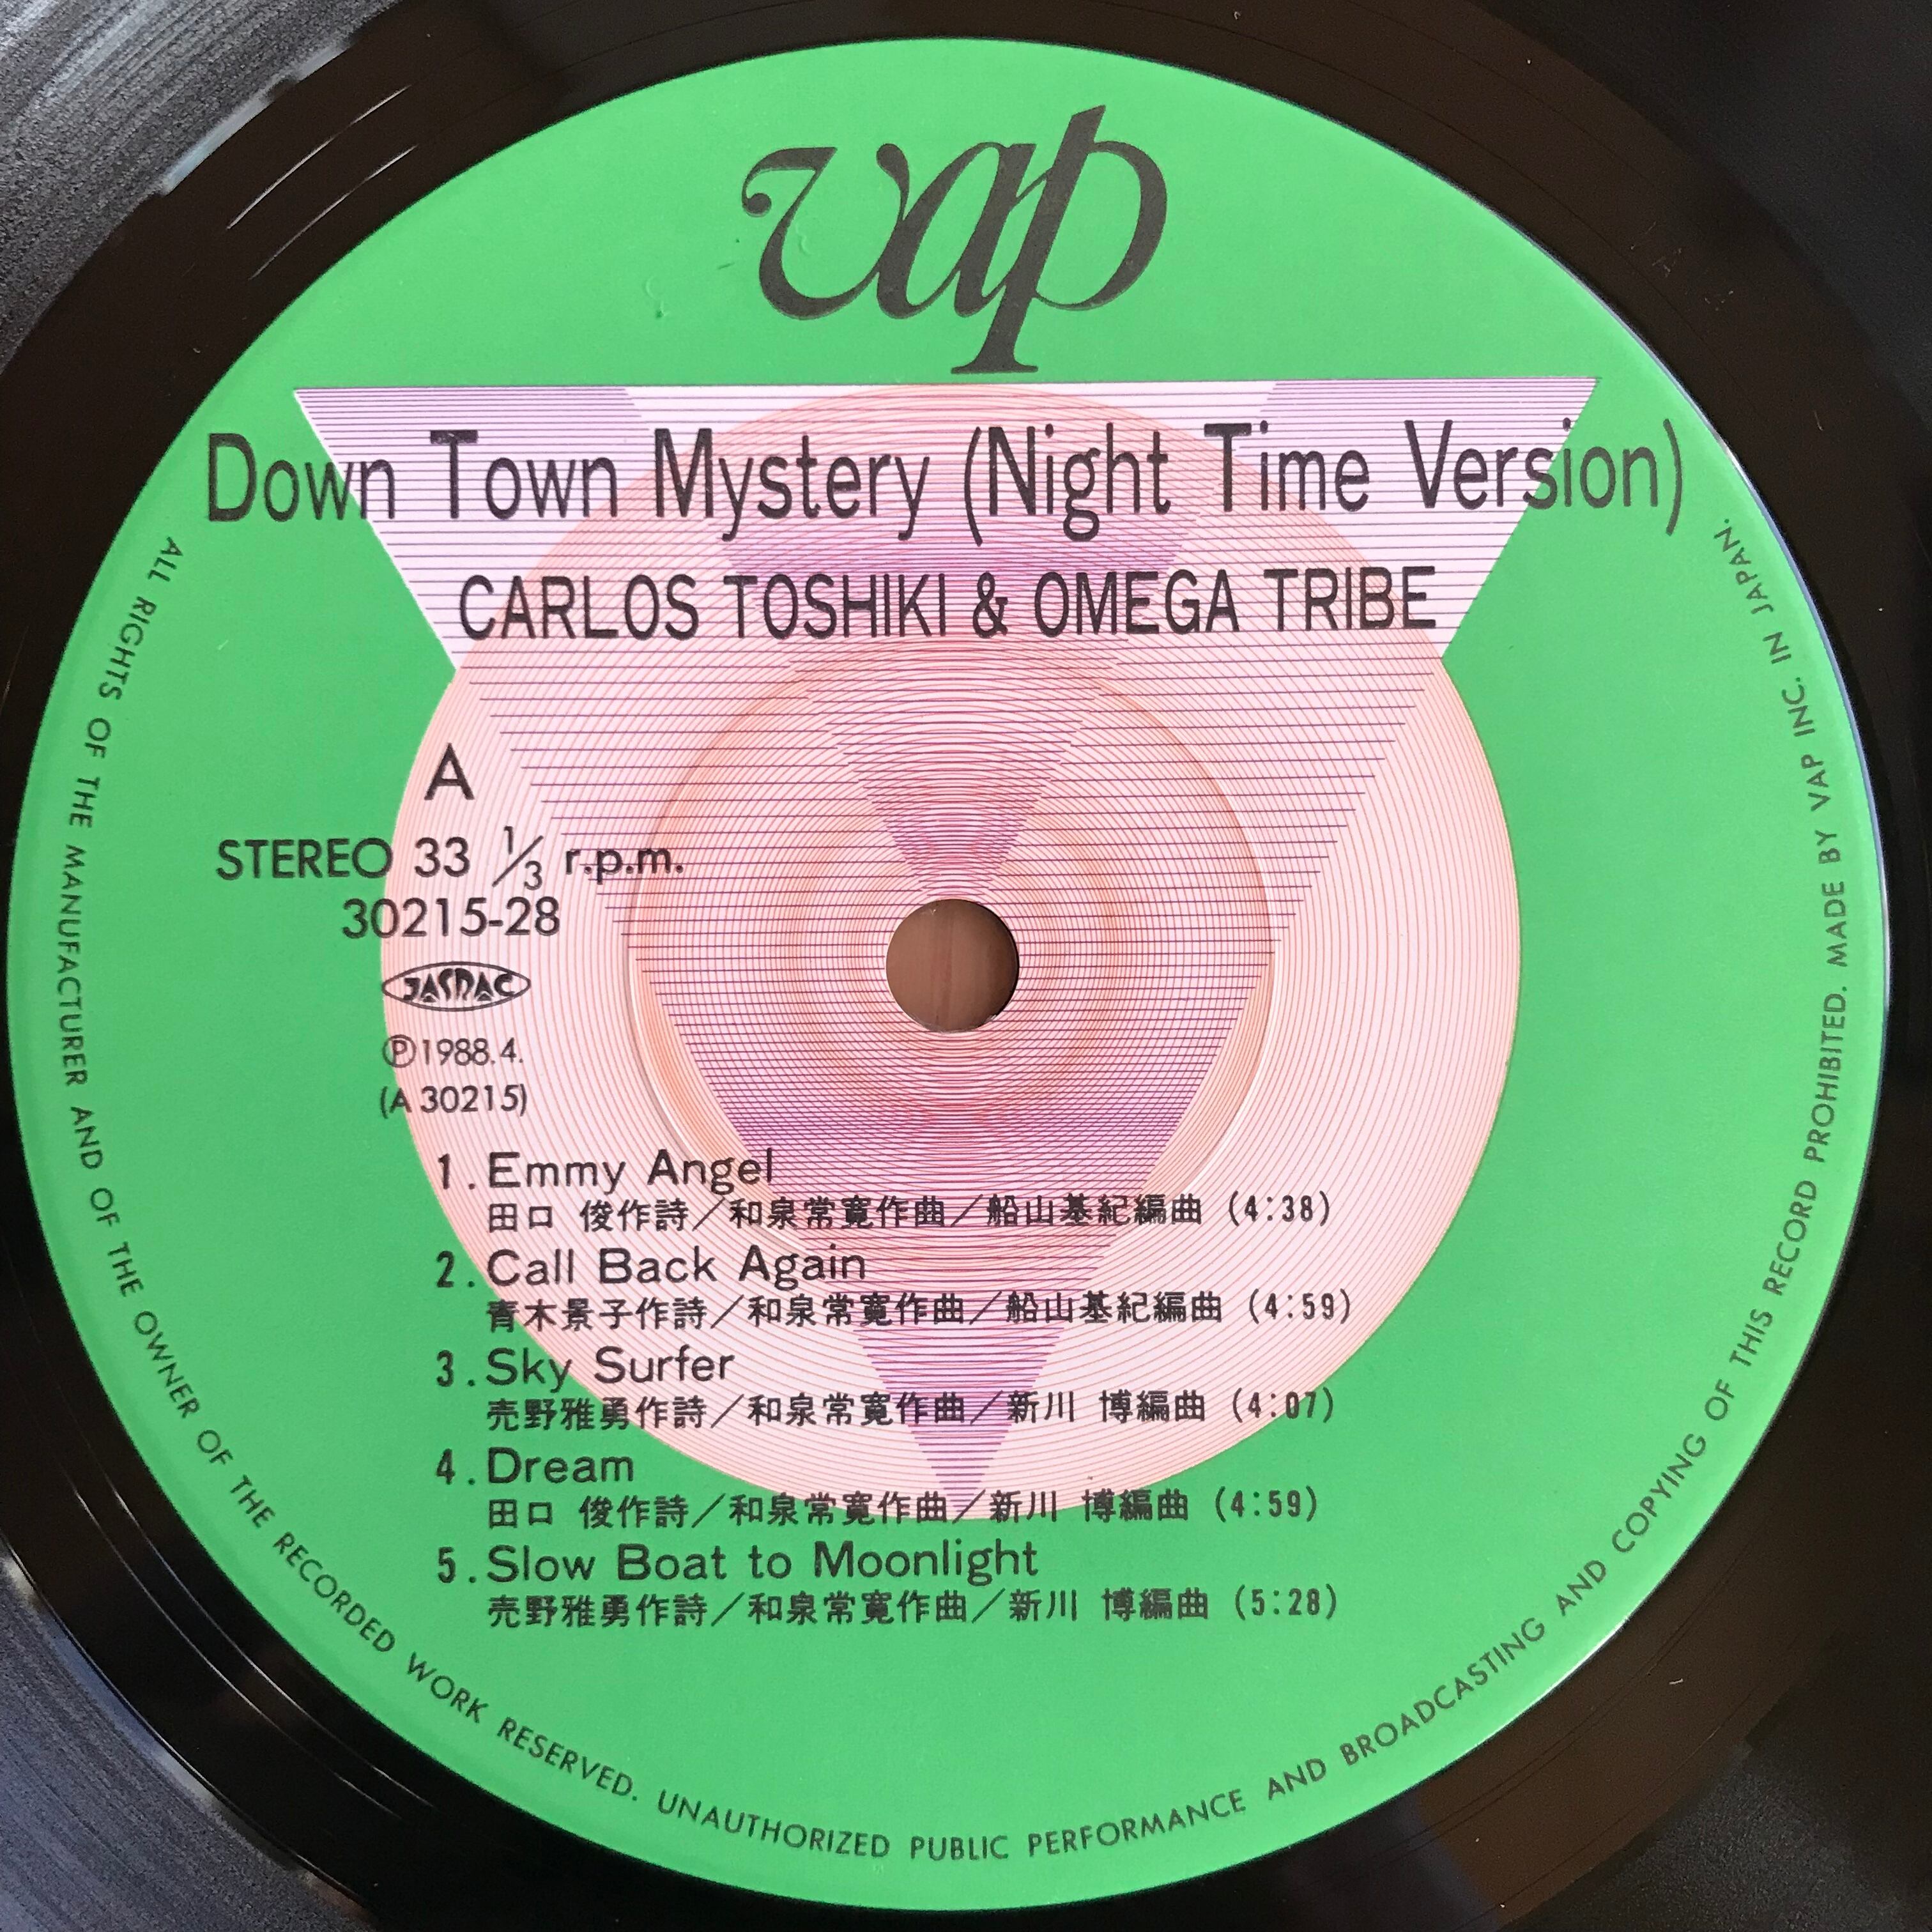 vap
Down Town Mystery (Night Time Version)
CARLOS TOSHIKI & OMEGA TRIBE
A
STEREO 33 1/3 r.p.m.
30215-28
JASRAC
Ⓟ1988.4.
(A 30215)
1.Emmy Angel
田口 俊作詩／和泉常寛作曲／船山基紀編曲 (4:38)
2.Call Back Again
青木景子作詩／和泉常寛作曲／船山基紀編曲 (4:59)
3.Sky Surfer
売野雅勇作詩／和泉常寛作曲／新川 博編曲 (4:07)
4.Dream
田口 俊作詩／和泉常寛作曲／新川 博編曲 (4:59)
5.Slow Boat to Moonlight
売野雅勇作詩／和泉常寛作曲／新川 博編曲 (5:28)
ALL RIGHTS OF THE MANUFACTURER AND OF THE OWNER OF THE RECORDED WORK RESERVED. UNAUTHORIZED PUBLIC PERFORMANCE AND BROADCASTING AND COPYING OF THIS RECORD PROHIBITED. MADE BY VAP INC. IN JAPAN.